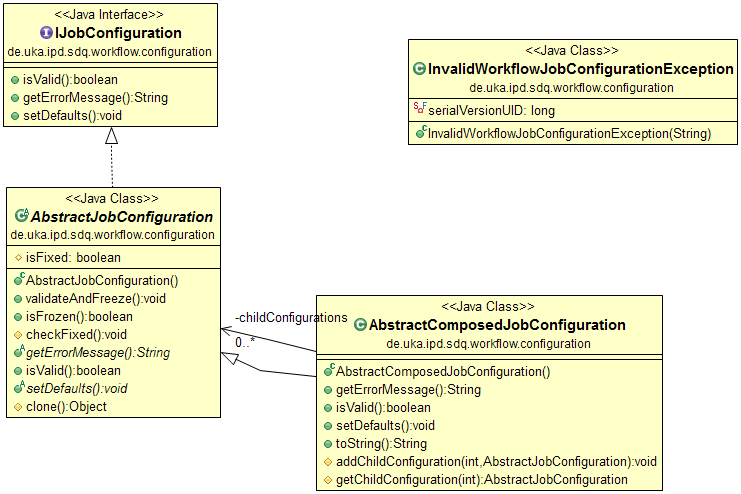 <<Java Interface>>
IJobConfiguration
de.uka.ipd.sdq.workflow.configuration
isValid():boolean
getErrorMessage():String
setDefaults():void
<<Java Class>>
InvalidWorkflowJobConfigurationException
de.uka.ipd.sdq.workflow.configuration
serialVersionUID: long
InvalidWorkflowJobConfigurationException(String)
<<Java Class>>
AbstractJobConfiguration
de.uka.ipd.sdq.workflow.configuration
isFixed: boolean
AbstractJobConfiguration()
validateAndFreeze():void
isFrozen():boolean
checkFixed():void
getErrorMessage():String
isValid():boolean
setDefaults():void
clone():Object
-childConfigurations
0..*
<<Java Class>>
AbstractComposedJobConfiguration
de.uka.ipd.sdq.workflow.configuration
AbstractComposedJobConfiguration()
getErrorMessage():String
isValid():boolean
setDefaults():void
toString():String
addChildConfiguration(int,AbstractJobConfiguration):void
getChildConfiguration(int):AbstractJobConfiguration